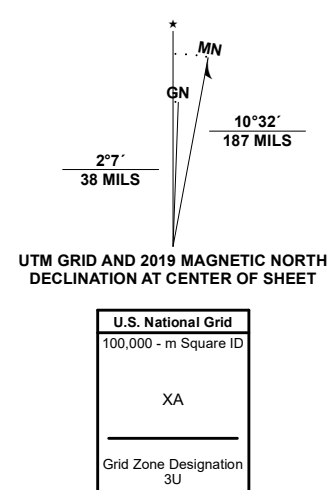 ★
MN
GN
10°32´
187 MILS
2°7´
38 MILS
UTM GRID AND 2019 MAGNETIC NORTH
DECLINATION AT CENTER OF SHEET
U.S. National Grid
100,000 - m Square ID
XA
Grid Zone Designation
3U